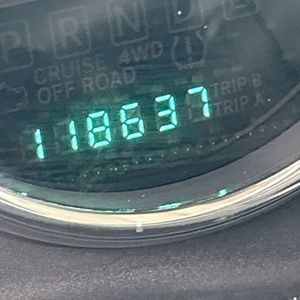 P R N D L
CRUISE 4WD
OFF ROAD TRIP B
118637 TRIP A